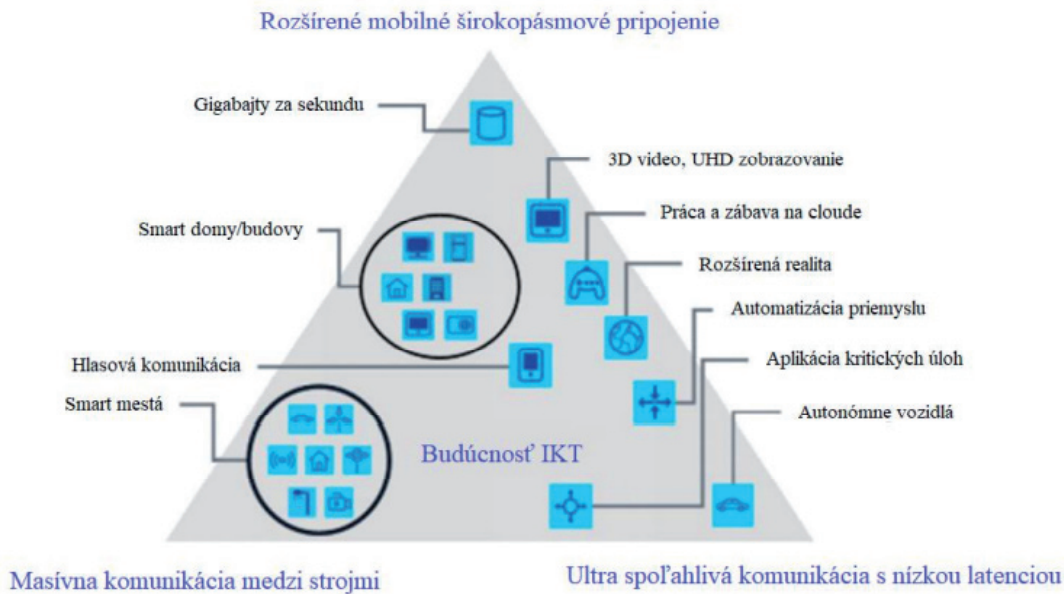 Rozšírené mobilné širokopásmové pripojenie
Gigabajty za sekundu
3D video, UHD zobrazovanie
Práca a zábava na cloude
Smart domy/budovy
Rozšírená realita
Automatizácia priemyslu
Hlasová komunikácia
Aplikácia kritických úloh
Smart mestá
Autonómne vozidlá
Budúcnosť IKT
Masívna komunikácia medzi strojmi
Ultra spoľahlivá komunikácia s nízkou latenciou